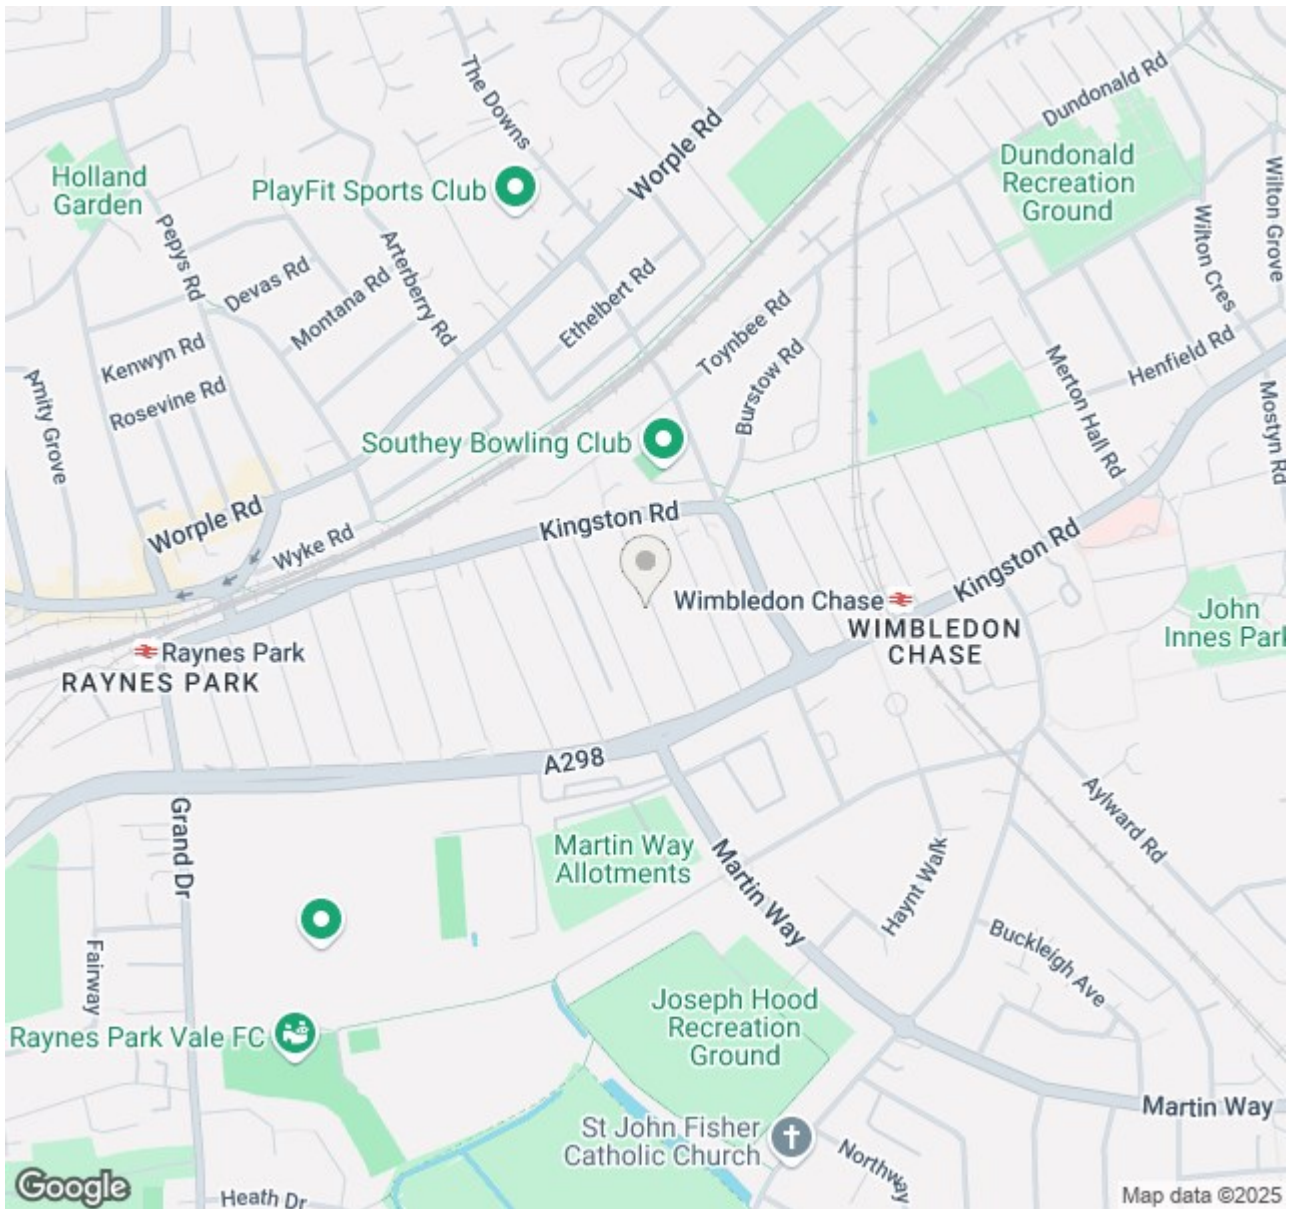 The Downs
Worple Rd
Dundonald Rd
Dundonald
Recreation
Ground
Holland
Garden
PlayFit Sports Club
Wilton Grove
Wilton Cres
Pepys Rd
Devas Rd
Montana Rd
Arterberry Rd
Ethelbert Rd
Toynbee Rd
Burstow Rd
Kenwyn Rd
Rosevine Rd
Amity Grove
Merton Hall Rd
Henfield Rd
Mostyn Rd
Southey Bowling Club
Worple Rd
Wyke Rd
Kingston Rd
Kingston Rd
Wimbledon Chase
WIMBLEDON
CHASE
John
Innes Park
Raynes Park
RAYNES PARK
A298
Grand Dr
Martin Way
Allotments
Martin Way
Aylward Rd
Haynt Walk
Buckleigh Ave
Fairway
Joseph Hood
Recreation
Ground
Raynes Park Vale FC
Martin Way
St John Fisher
Catholic Church
Northway
Heath Dr
Google
Map data ©2025